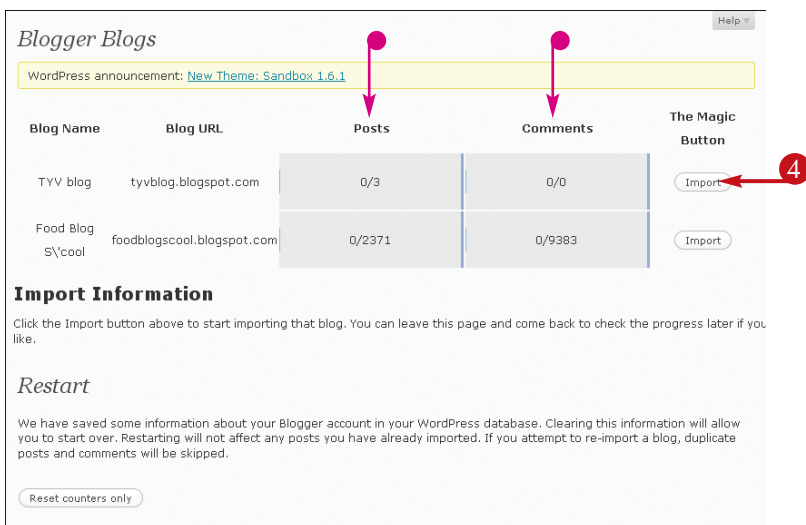 Help
Blogger Blogs
WordPress announcement: New Theme: Sandbox 1.6.1
Blog Name Blog URL Posts Comments The Magic Button
TYV blog tyvblog.blogspot.com 0/3 0/0 Import 4
Food Blog S\'cool foodblogscool.blogspot.com 0/2371 0/9383 Import
Import Information
Click the Import button above to start importing that blog. You can leave this page and come back to check the progress later if you
like.
Restart
We have saved some information about your Blogger account in your WordPress database. Clearing this information will allow
you to start over. Restarting will not affect any posts you have already imported. If you attempt to re-import a blog, duplicate
posts and comments will be skipped.
Reset counters only